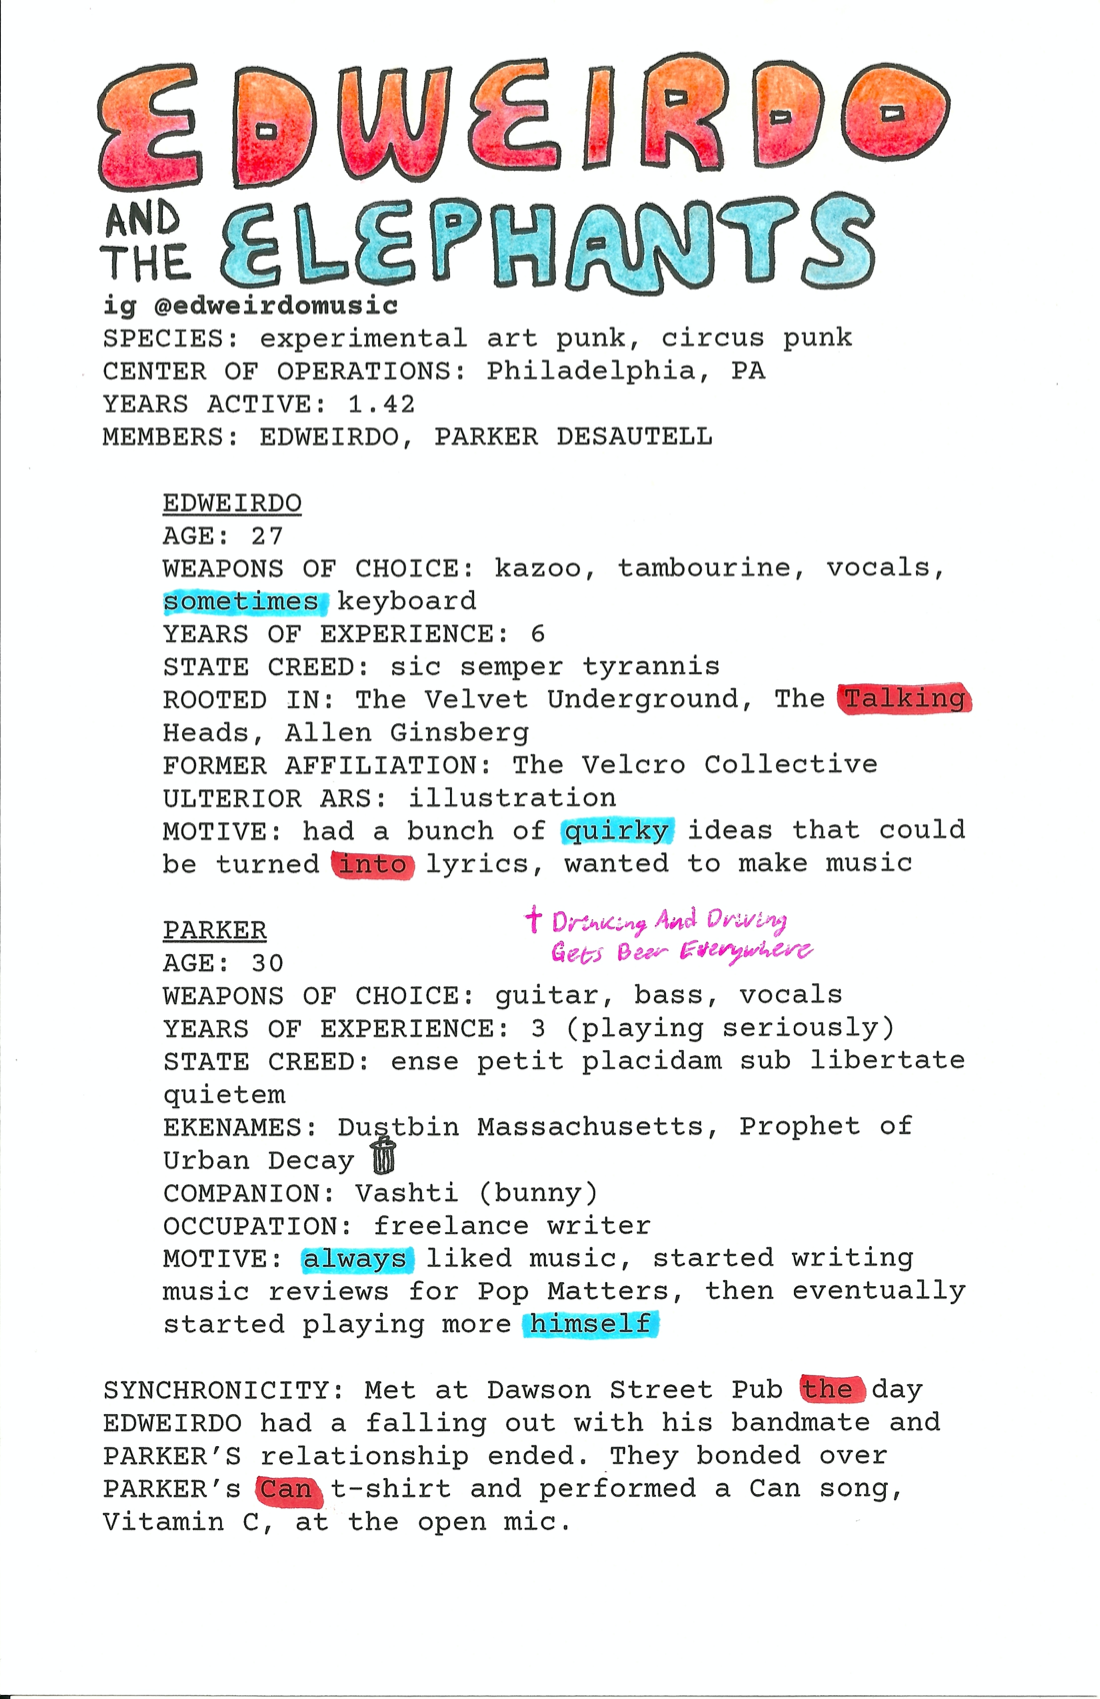 EDWEIRDO
AND THE ELEPHANTS
ig @edweirdomusic
SPECIES: experimental art punk, circus punk
CENTER OF OPERATIONS: Philadelphia, PA
YEARS ACTIVE: 1.42
MEMBERS: EDWEIRDO, PARKER DESAUTELL
EDWEIRDO
AGE: 27
WEAPONS OF CHOICE: kazoo, tambourine, vocals,
sometimes keyboard
YEARS OF EXPERIENCE: 6
STATE CREED: sic semper tyrannis
ROOTED IN: The Velvet Underground, The Talking
Heads, Allen Ginsberg
FORMER AFFILIATION: The Velcro Collective
ULTERIOR ARS: illustration
MOTIVE: had a bunch of quirky ideas that could
be turned into lyrics, wanted to make music
† Drinking And Driving
Gets Beer Everywhere
PARKER
AGE: 30
WEAPONS OF CHOICE: guitar, bass, vocals
YEARS OF EXPERIENCE: 3 (playing seriously)
STATE CREED: ense petit placidam sub libertate
quietem
EKENAMES: Dustbin Massachusetts, Prophet of
Urban Decay
COMPANION: Vashti (bunny)
OCCUPATION: freelance writer
MOTIVE: always liked music, started writing
music reviews for Pop Matters, then eventually
started playing more himself
SYNCHRONICITY: Met at Dawson Street Pub the day
EDWEIRDO had a falling out with his bandmate and
PARKER'S relationship ended. They bonded over
PARKER's Can t-shirt and performed a Can song,
Vitamin C, at the open mic.